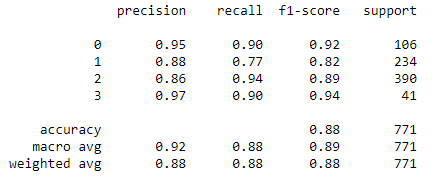 precision recall f1-score support
0 0.95 0.90 0.92 106
1 0.88 0.77 0.82 234
2 0.86 0.94 0.89 390
3 0.97 0.90 0.94 41
accuracy 0.88 771
macro avg 0.92 0.88 0.89 771
weighted avg 0.88 0.88 0.88 771